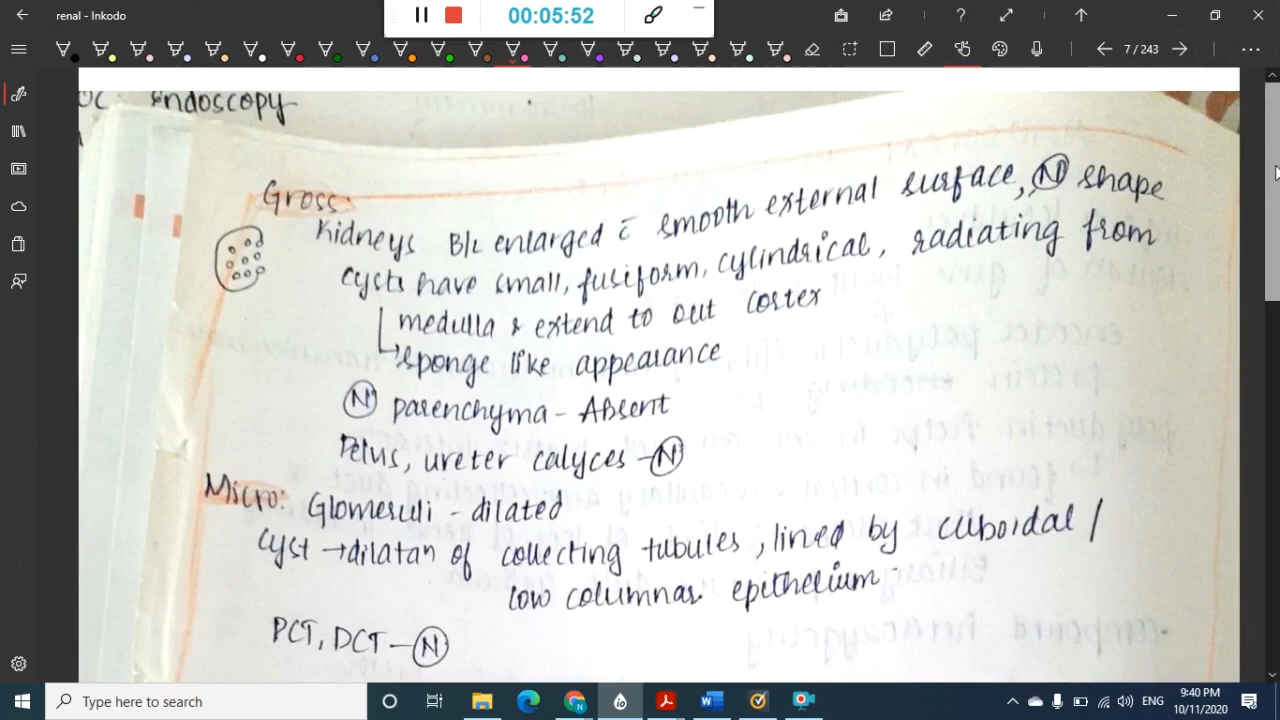 renal - Inkodo
00:05:52
7 / 243
Endoscopy
Gross:
Kidneys B/L enlarged c̄ smooth external surface, Ⓝ shape
cysts have small, fusiform, cylindrical, radiating from
medulla & extend to out cortex
→ sponge like appearance
Ⓝ parenchyma - Absent
Pelus, ureter calyces - Ⓝ
Micro: Glomeruli - dilated
cyst → dilatan of collecting tubules, lined by cuboidal /
low columnar epithelium.
PCT, DCT - Ⓝ
Type here to search
ENG
9:40 PM
10/11/2020